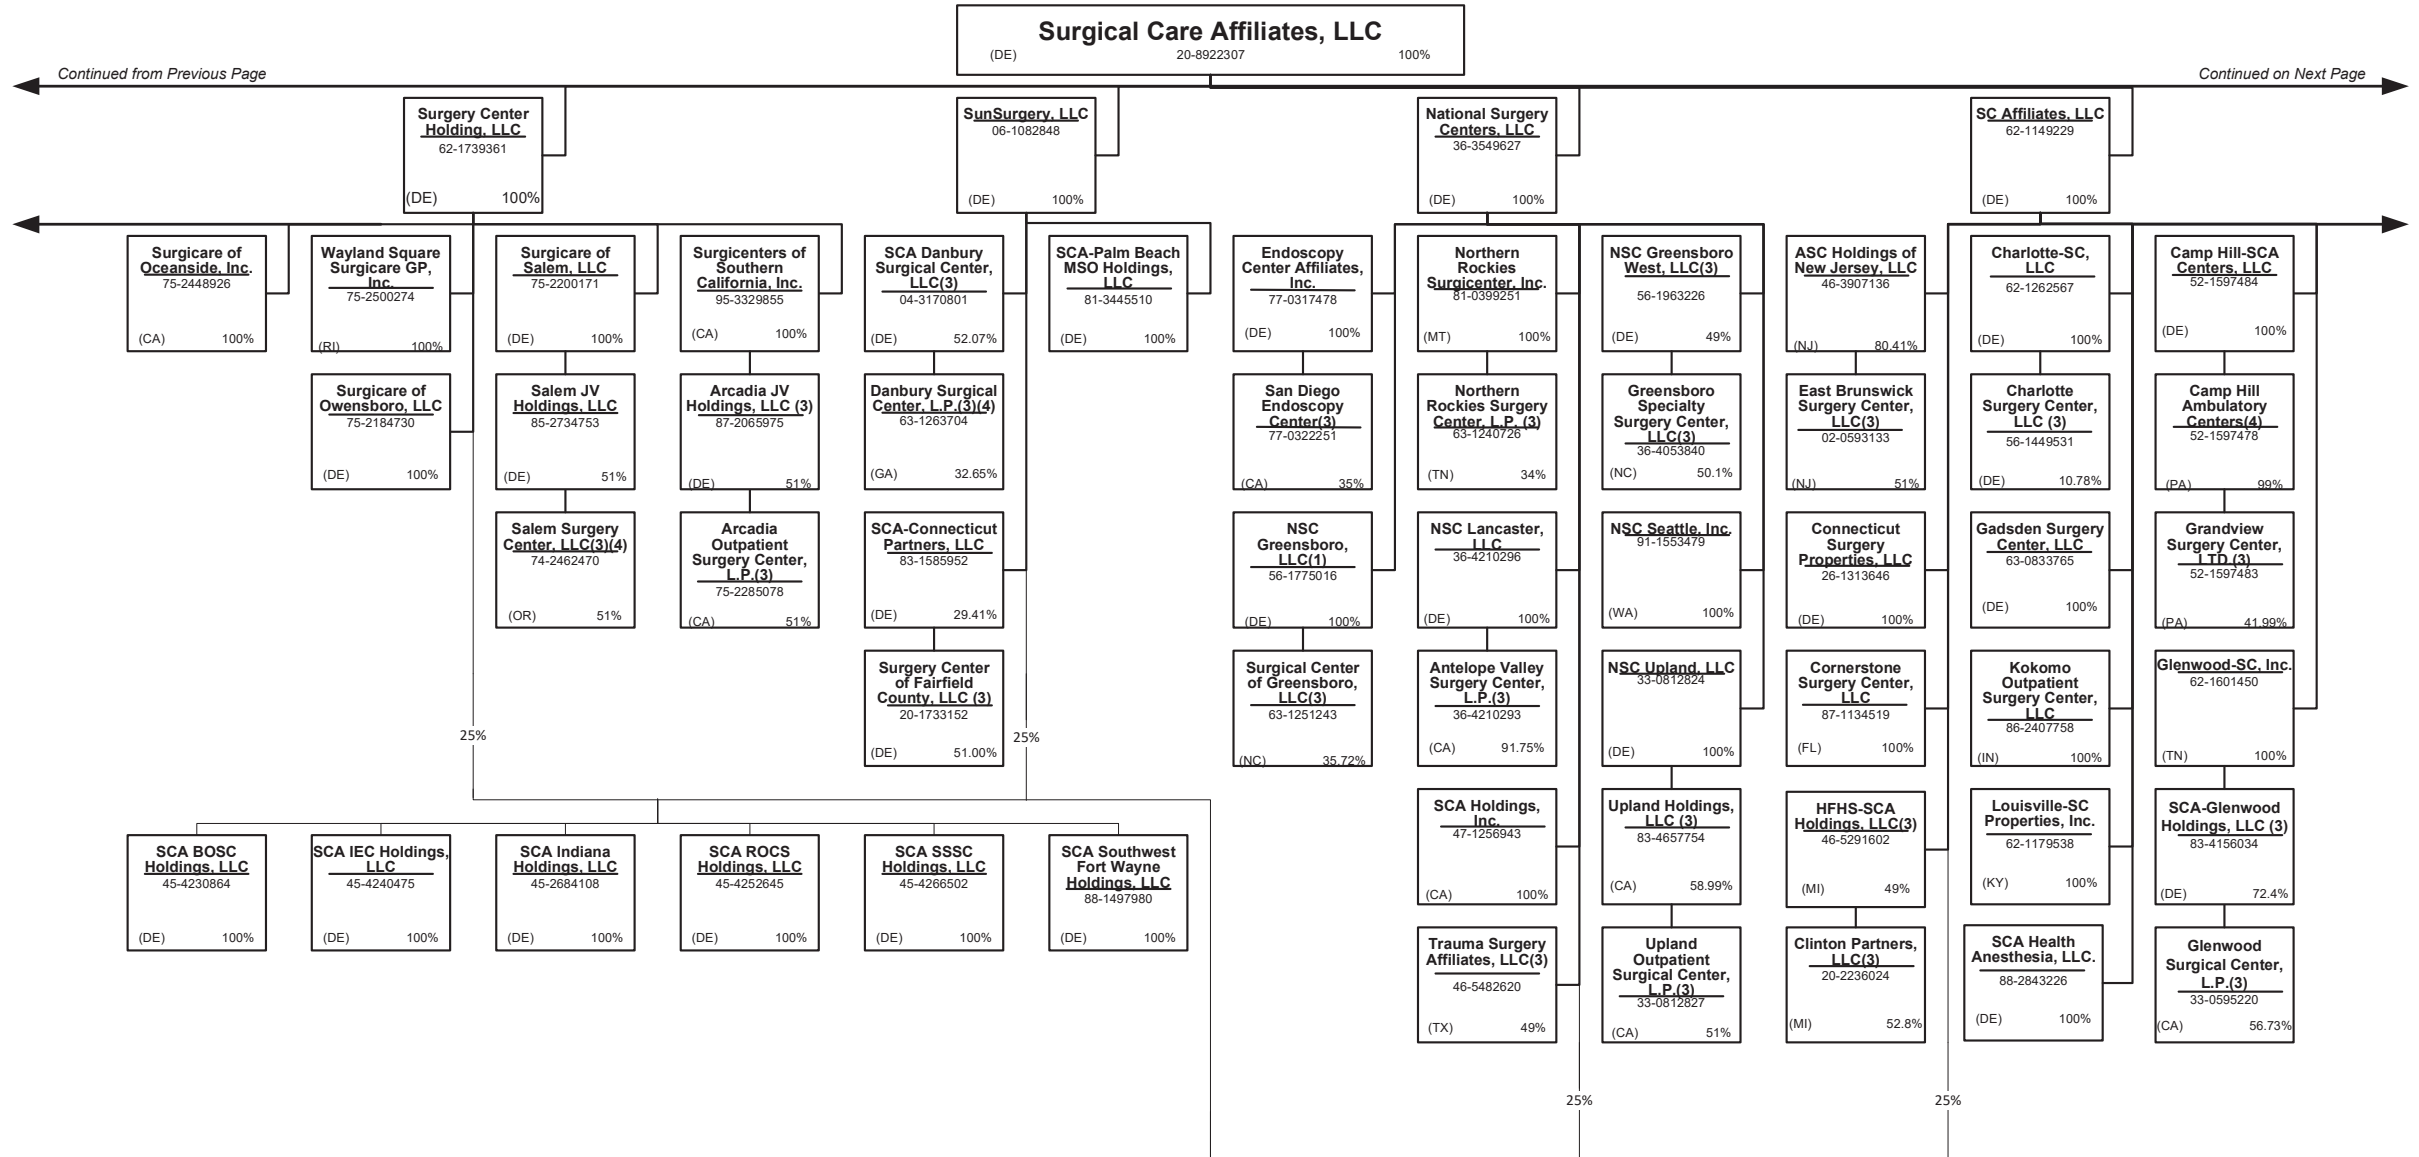 Surgical Care Affiliates, LLC
(DE) 20-8922307 100%
Continued from Previous Page
Continued on Next Page
Surgery Center
Holding, LLC
62-1739361
(DE) 100%
SunSurgery, LLC
06-1082848
(DE) 100%
National Surgery
Centers, LLC
36-3549627
(DE) 100%
SC Affiliates, LLC
62-1149229
(DE) 100%
Surgicare of
Oceanside, Inc.
75-2448926
(CA) 100%
Wayland Square
Surgicare GP,
Inc.
75-2500274
(RI) 100%
Surgicare of
Salem, LLC
75-2200171
(DE) 100%
Surgicenters of
Southern
California, Inc.
95-3329855
(CA) 100%
SCA Danbury
Surgical Center,
LLC(3)
04-3170801
(DE) 52.07%
SCA-Palm Beach
MSO Holdings,
LLC
81-3445510
(DE) 100%
Endoscopy
Center Affiliates,
Inc.
77-0317478
(DE) 100%
Northern
Rockies
Surgicenter, Inc.
81-0399251
(MT) 100%
NSC Greensboro
West, LLC(3)
56-1963226
(DE) 49%
ASC Holdings of
New Jersey, LLC
46-3907136
(NJ) 80.41%
Charlotte-SC,
LLC
62-1262567
(DE) 100%
Camp Hill-SCA
Centers, LLC
52-1597484
(DE) 100%
Surgicare of
Owensboro, LLC
75-2184730
(DE) 100%
Salem JV
Holdings, LLC
85-2734753
(DE) 51%
Arcadia JV
Holdings, LLC (3)
87-2065975
(DE) 51%
Danbury Surgical
Center, L.P.(3)(4)
63-1263704
(GA) 32.65%
San Diego
Endoscopy
Center(3)
77-0322251
(CA) 35%
Northern
Rockies Surgery
Center, L.P. (3)
63-1240726
(TN) 34%
Greensboro
Specialty
Surgery Center,
LLC(3)
36-4053840
(NC) 50.1%
East Brunswick
Surgery Center,
LLC(3)
02-0593133
(NJ) 51%
Charlotte
Surgery Center,
LLC (3)
56-1449531
(DE) 10.78%
Camp Hill
Ambulatory
Centers(4)
52-1597478
(PA) 99%
Salem Surgery
Center, LLC(3)(4)
74-2462470
(OR) 51%
Arcadia
Outpatient
Surgery Center,
L.P.(3)
75-2285078
(CA) 51%
SCA-Connecticut
Partners, LLC
83-1585952
(DE) 29.41%
NSC
Greensboro,
LLC(1)
56-1775016
(DE) 100%
NSC Lancaster,
LLC
36-4210296
(DE) 100%
NSC Seattle, Inc.
91-1553479
(WA) 100%
Connecticut
Surgery
Properties, LLC
26-1313646
(DE) 100%
Gadsden Surgery
Center, LLC
63-0833765
(DE) 100%
Grandview
Surgery Center,
LTD.(3)
52-1597483
(PA) 41.99%
Surgery Center
of Fairfield
County, LLC (3)
20-1733152
(DE) 51.00%
Surgical Center
of Greensboro,
LLC(3)
63-1251243
(NC) 35.72%
Antelope Valley
Surgery Center,
L.P.(3)
36-4210293
(CA) 91.75%
NSC Upland, LLC
33-0812824
(DE) 100%
Cornerstone
Surgery Center,
LLC
87-1134519
(FL) 100%
Kokomo
Outpatient
Surgery Center,
LLC
86-2407758
(IN) 100%
Glenwood-SC, Inc.
62-1601450
(TN) 100%
25%
25%
SCA Holdings,
Inc.
47-1256943
(CA) 100%
Upland Holdings,
LLC (3)
83-4657754
(CA) 58.99%
HFHS-SCA
Holdings, LLC(3)
46-5291602
(MI) 49%
Louisville-SC
Properties, Inc.
62-1179538
(KY) 100%
SCA-Glenwood
Holdings, LLC (3)
83-4156034
(DE) 72.4%
SCA BOSC
Holdings, LLC
45-4230864
(DE) 100%
SCA IEC Holdings,
LLC
45-4240475
(DE) 100%
SCA Indiana
Holdings, LLC
45-2684108
(DE) 100%
SCA ROCS
Holdings, LLC
45-4252645
(DE) 100%
SCA SSSC
Holdings, LLC
45-4266502
(DE) 100%
SCA Southwest
Fort Wayne
Holdings, LLC
88-1497980
(DE) 100%
Trauma Surgery
Affiliates, LLC(3)
46-5482620
(TX) 49%
Upland
Outpatient
Surgical Center,
L.P.(3)
33-0812827
(CA) 51%
Clinton Partners,
LLC(3)
20-2236024
(MI) 52.8%
SCA Health
Anesthesia, LLC.
88-2843226
(DE) 100%
Glenwood
Surgical Center,
L.P.(3)
33-0595220
(CA) 56.73%
25%
25%